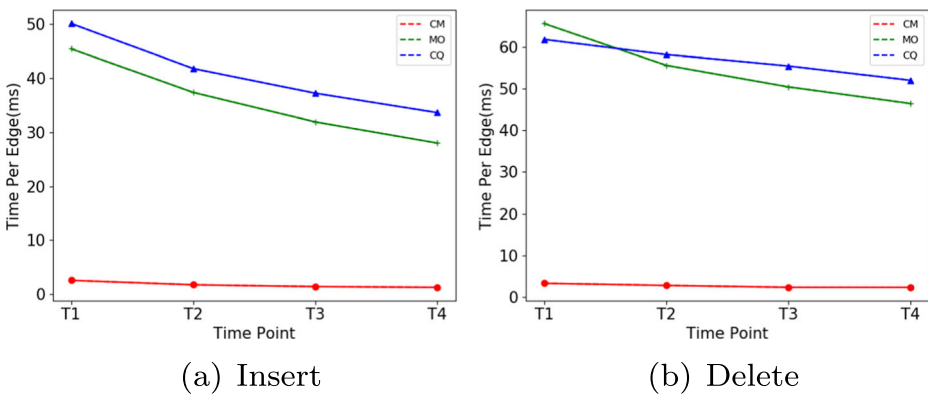 50
40
30
20
10
0
Time Per Edge(ms)
CM
MO
CQ
T1 T2 T3 T4
Time Point
(a) Insert
60
50
40
30
20
10
0
Time Per Edge(ms)
CM
MO
CQ
T1 T2 T3 T4
Time Point
(b) Delete